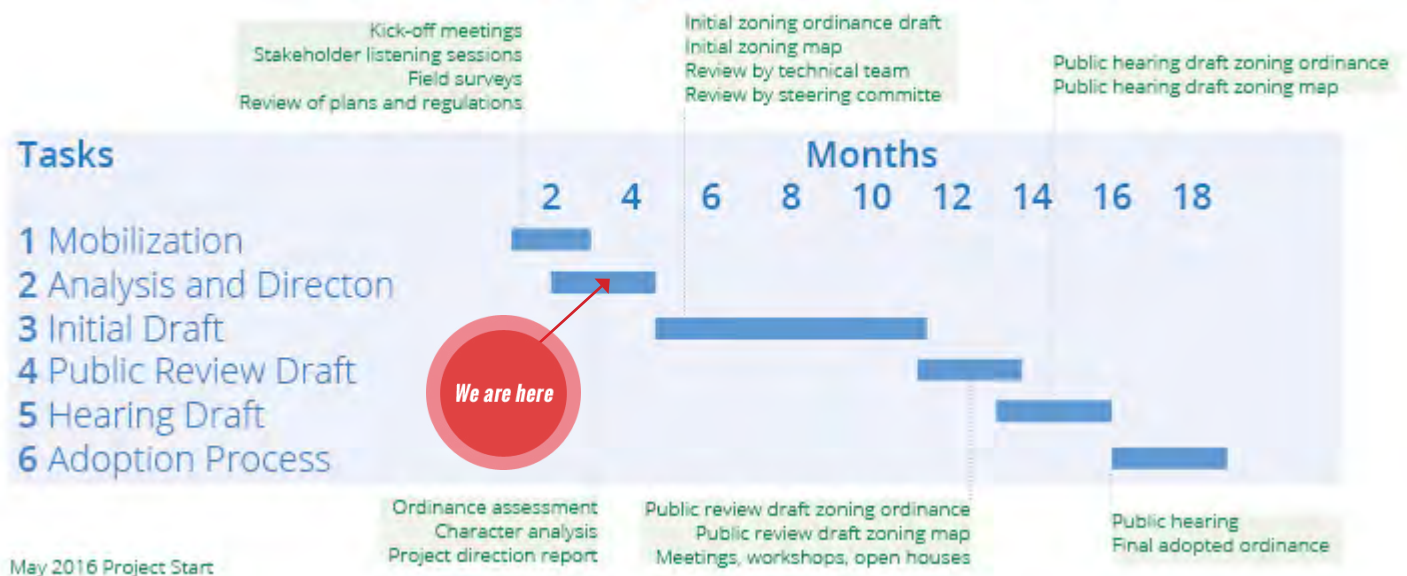 Kick-off meetings
Stakeholder listening sessions
Field surveys
Review of plans and regulations
Initial zoning ordinance draft
Initial zoning map
Review by technical team
Review by steering committe
Public hearing draft zoning ordinance
Public hearing draft zoning map
Tasks
Months
2 4 6 8 10 12 14 16 18
1 Mobilization
2 Analysis and Directon
3 Initial Draft
4 Public Review Draft
5 Hearing Draft
6 Adoption Process
We are here
Ordinance assessment
Character analysis
Project direction report
Public review draft zoning ordinance
Public review draft zoning map
Meetings, workshops, open houses
Public hearing
Final adopted ordinance
May 2016 Project Start